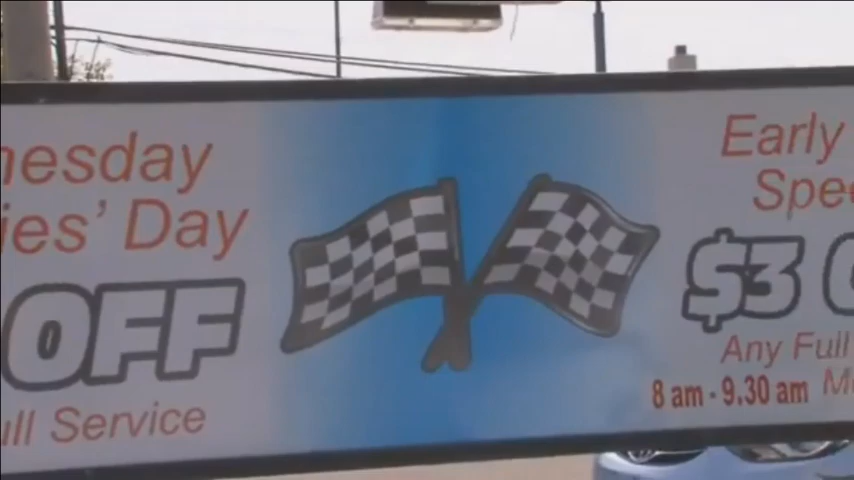 nesday
ies' Day
OFF
ull Service
Early
Spe
$3
Any Full
8 am - 9.30 am M